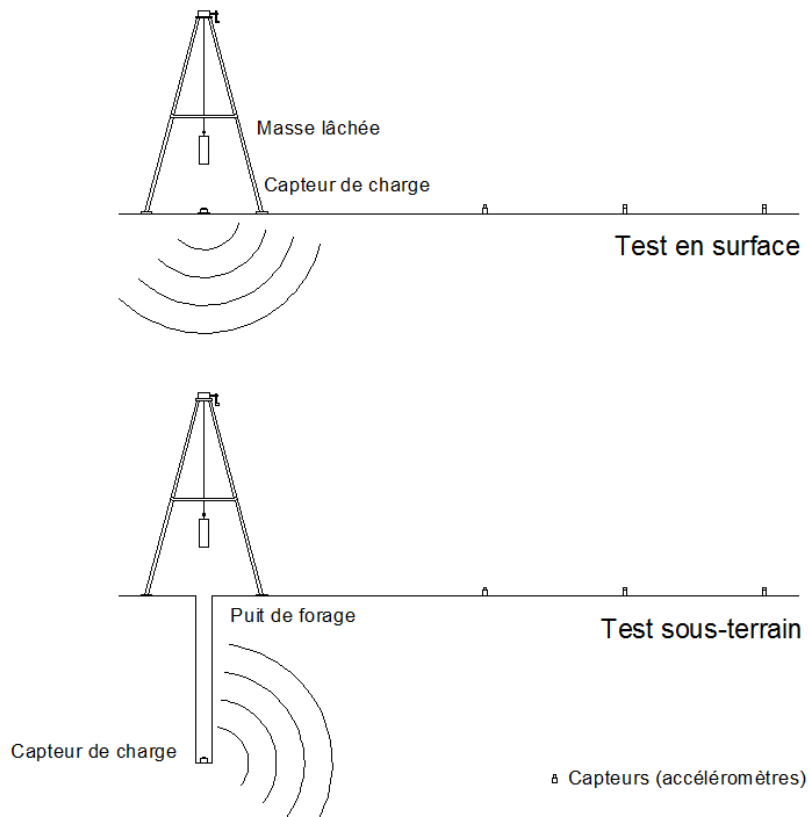 Masse lâchée
Capteur de charge
Test en surface
Puit de forage
Test sous-terrain
Capteur de charge
Capteurs (accéléromètres)